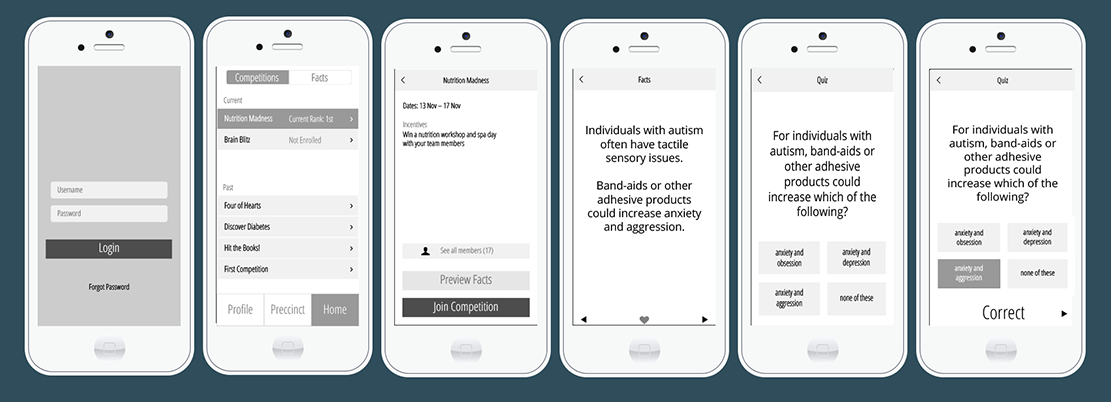 Username
Password
Login
Forgot Password
Competitions Facts
Current
Nutrition Madness Current Rank: 1st >
Brain Blitz Not Enrolled >
Past
Four of Hearts >
Discover Diabetes >
Hit the Books! >
First Competition >
Profile Preccinct Home
< Nutrition Madness
Dates: 13 Nov – 17 Nov
Incentives
Win a nutrition workshop and spa day
with your team members
See all members (17)
Preview Facts
Join Competition
< Facts
Individuals with autism
often have tactile
sensory issues.
Band-aids or other
adhesive products
could increase anxiety
and aggression.
< Quiz
For individuals with
autism, band-aids or
other adhesive
products could
increase which of the
following?
anxiety and
obsession
anxiety and
depression
anxiety and
aggression
none of these
< Quiz
For individuals with
autism, band-aids or
other adhesive
products could
increase which of the
following?
anxiety and
obsession
anxiety and
depression
anxiety and
aggression
none of these
Correct